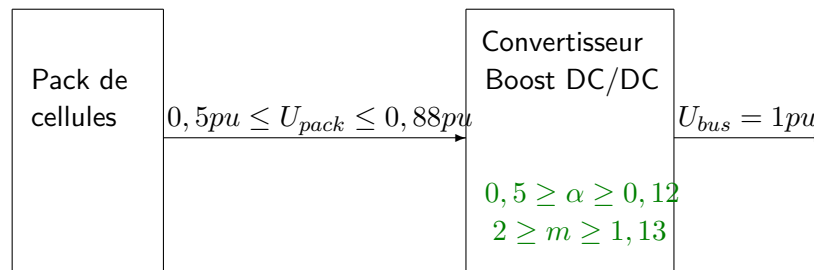 Pack de
cellules
0, 5pu ≤ U_pack ≤ 0, 88pu
Convertisseur
Boost DC/DC
0, 5 ≥ α ≥ 0, 12
2 ≥ m ≥ 1, 13
U_bus = 1pu